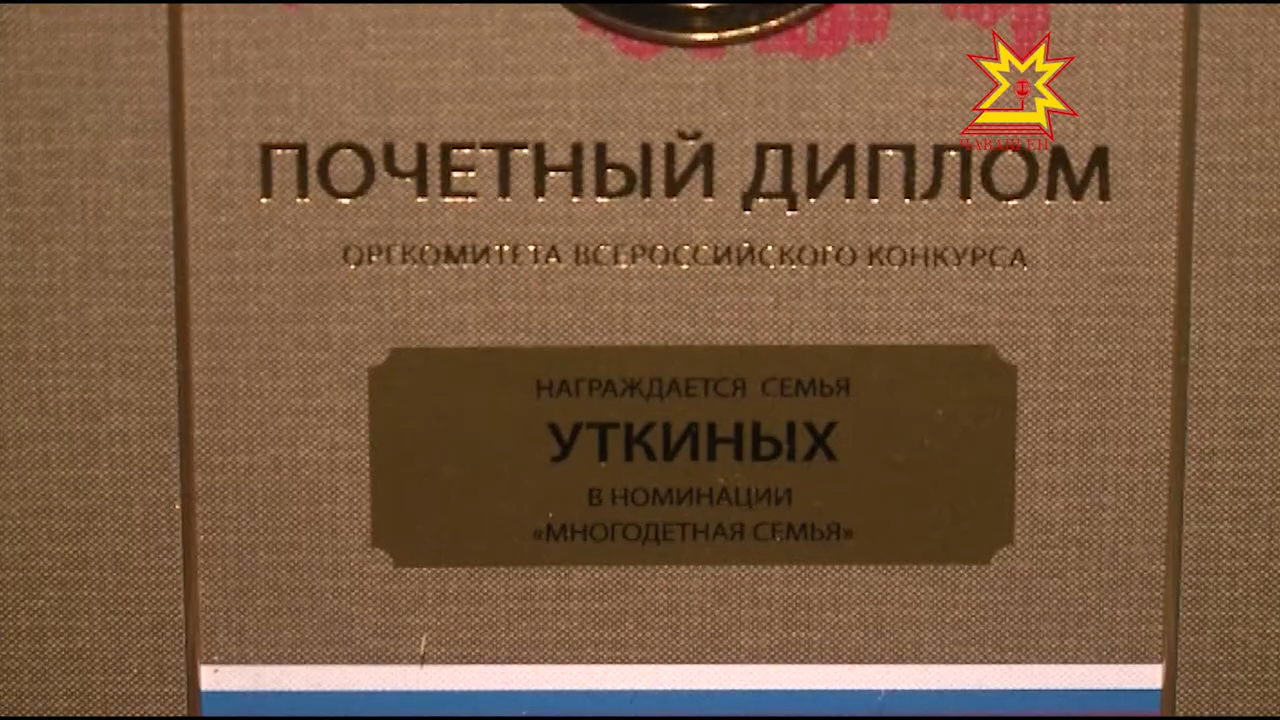 ПОЧЕТНЫЙ ДИПЛОМ
ОРГКОМИТЕТА ВСЕРОССИЙСКОГО КОНКУРСА
НАГРАЖДАЕТСЯ СЕМЬЯ
УТКИНЫХ
В НОМИНАЦИИ
«МНОГОДЕТНАЯ СЕМЬЯ»